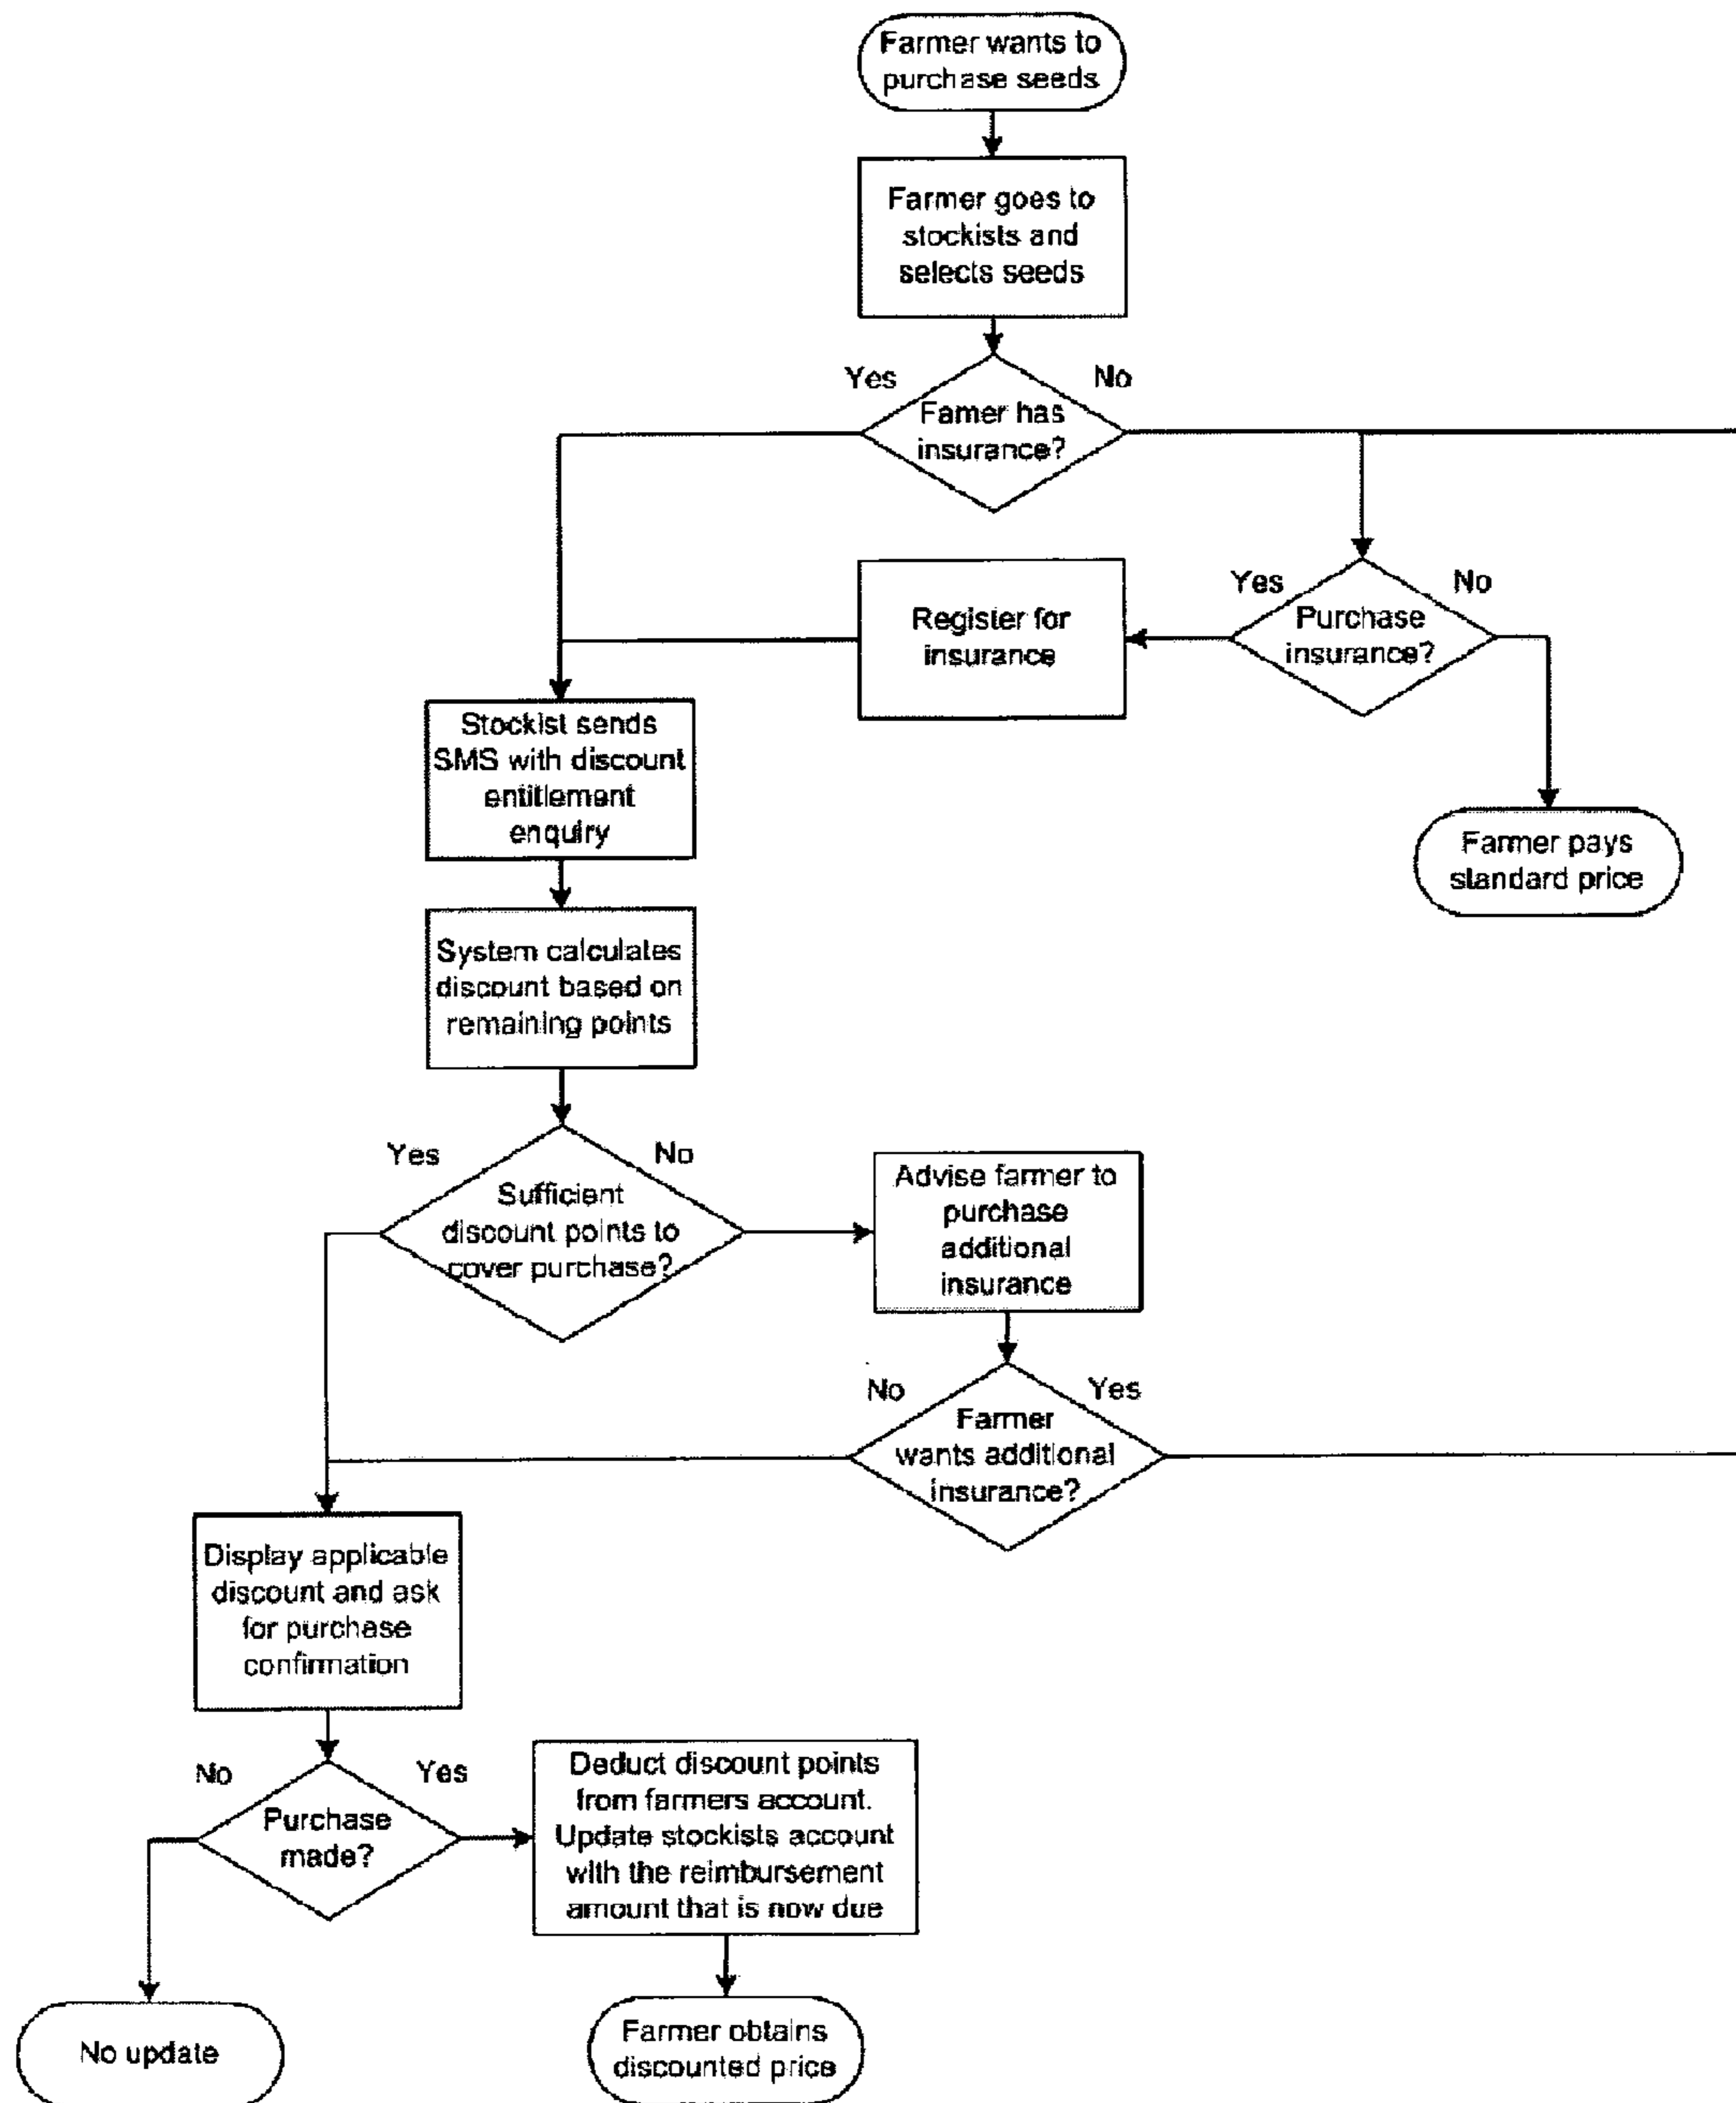 Farmer wants to
purchase seeds
Farmer goes to
stockists and
selects seeds
Yes
No
Famer has
insurance?
Yes
No
Register for
insurance
Purchase
insurance?
Stockist sends
SMS with discount
entitlement
enquiry
Farmer pays
standard price
System calculates
discount based on
remaining points
Yes
No
Sufficient
discount points to
cover purchase?
Advise farmer to
purchase
additional
insurance
No
Yes
Farmer
wants additional
insurance?
Display applicable
discount and ask
for purchase
confirmation
No
Yes
Purchase
made?
Deduct discount points
from farmers account.
Update stockists account
with the reimbursement
amount that is now due
No update
Farmer obtains
discounted price